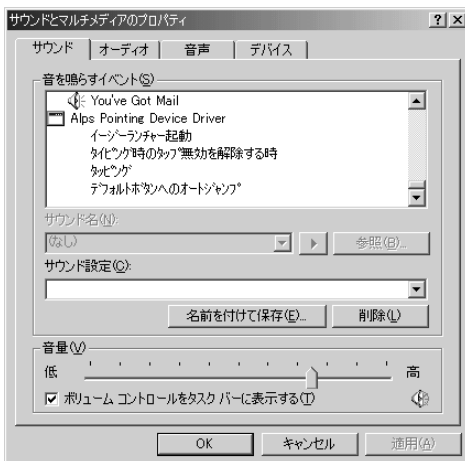 サウンドとマルチメディアのプロパティ
サウンド オーディオ 音声 デバイス
音を鳴らすイベント(S)
You've Got Mail
Alps Pointing Device Driver
イージーランチャー起動
タイピング時のタップ無効を解除する時
タッピング
デフォルトボタンへのオートジャンプ
サウンド名(N):
(なし) 参照(B)...
サウンド設定(C):
名前を付けて保存(E)... 削除(L)
音量(V)
低 高
ボリューム コントロールをタスク バーに表示する(T)
OK キャンセル 適用(A)